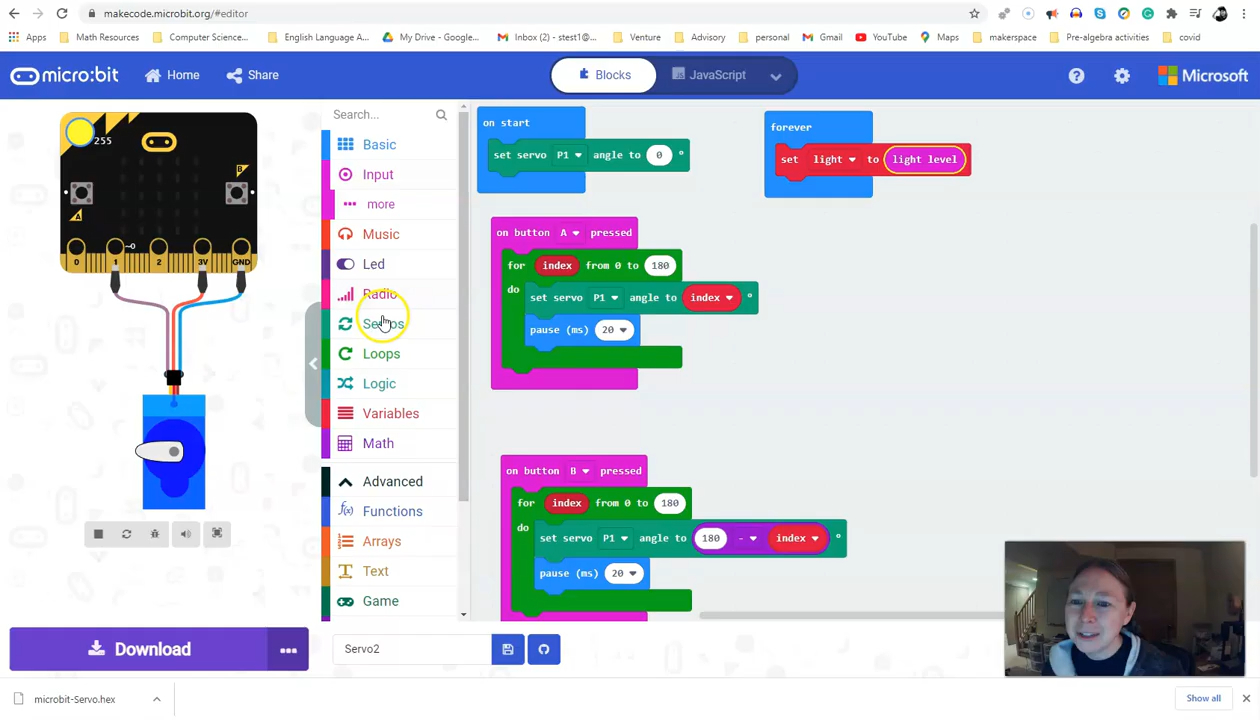 makecode.microbit.org/#editor
Apps Math Resources Computer Science... English Language A... My Drive - Google... Inbox (2) - stest1@... Venture Advisory personal Gmail YouTube Maps makerspace Pre-algebra activities covid
micro:bit Home Share Blocks JavaScript ? Microsoft
255
A
B
0 1 2 3V GND
Download ...
Search...
Basic
Input
more
Music
Led
Radio
Servos
Loops
Logic
Variables
Math
Advanced
Functions
Arrays
Text
Game
on start
set servo P1 angle to 0 °
forever
set light to light level
on button A pressed
for index from 0 to 180
do set servo P1 angle to index °
pause (ms) 20
on button B pressed
for index from 0 to 180
do set servo P1 angle to 180 - index °
pause (ms) 20
Servo2
microbit-Servo.hex
Show all